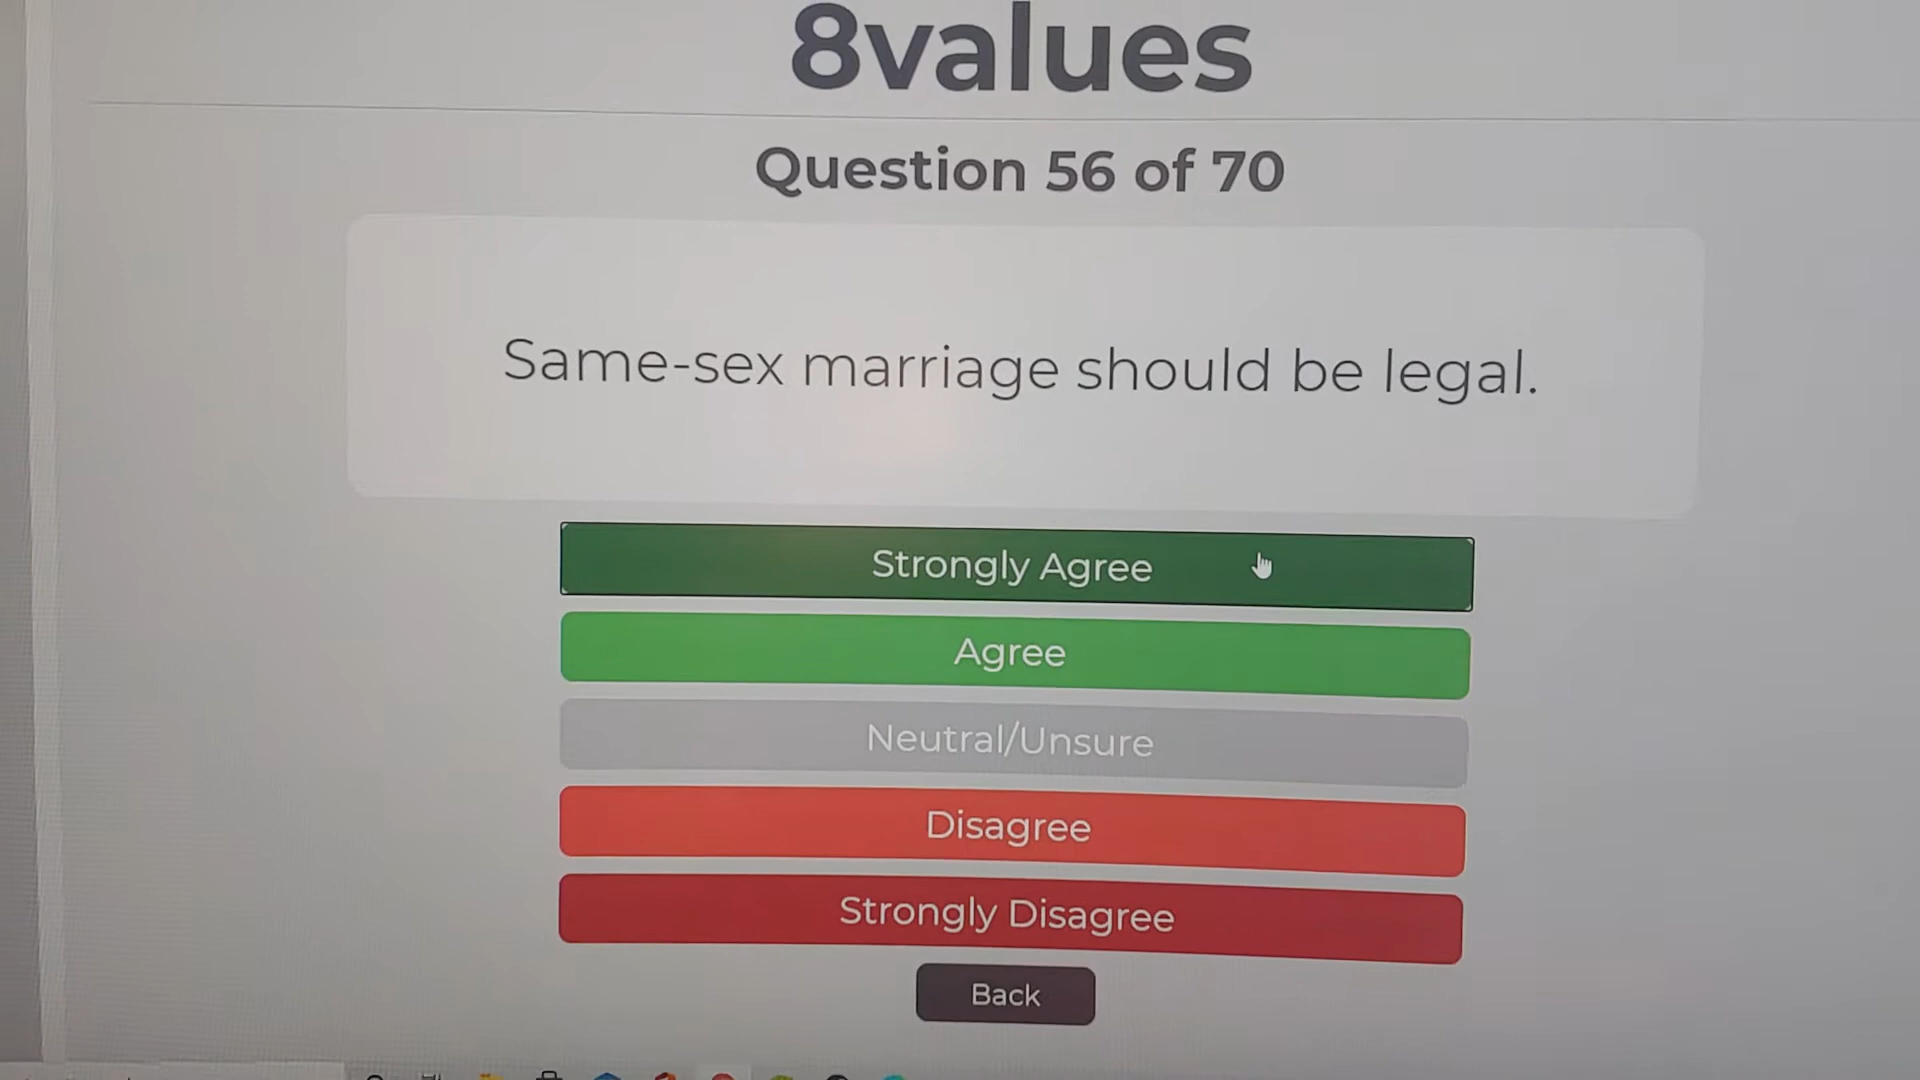 8values
Question 56 of 70
Same-sex marriage should be legal.
Strongly Agree
Agree
Neutral/Unsure
Disagree
Strongly Disagree
Back